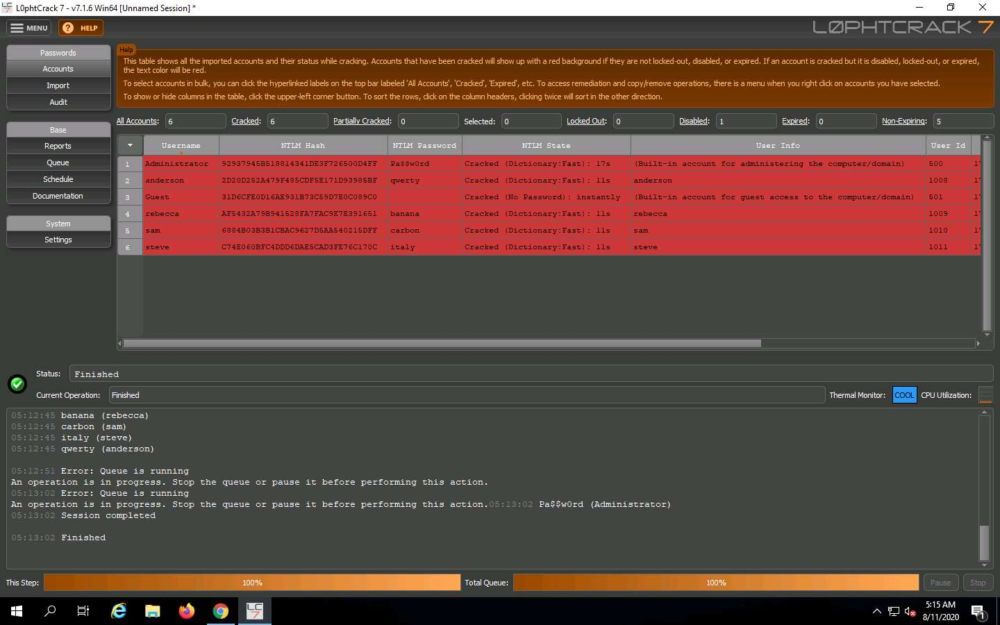 L0phtCrack 7 - v7.1.6 Win64 [Unnamed Session] *
MENU
? HELP
L0PHTCRACK 7
Passwords
Accounts
Import
Audit
Base
Reports
Queue
Schedule
Documentation
System
Settings
Help
This table shows all the imported accounts and their status while cracking. Accounts that have been cracked will show up with a red background if they are not locked-out, disabled, or expired. If an account is cracked but it is disabled, locked-out, or expired,
the text color will be red.
To select accounts in bulk, you can click the hyperlinked labels on the top bar labeled 'All Accounts', 'Cracked', 'Expired', etc. To access remediation and copy/remove operations, there is a menu when you right click on accounts you have selected.
To show or hide columns in the table, click the upper-left corner button. To sort the rows, click on the column headers, clicking twice will sort in the other direction.
All Accounts: 6 Cracked: 6 Partially Cracked: 0 Selected: 0 Locked Out: 0 Disabled: 1 Expired: 0 Non-Expiring: 5
Username NTLM Hash NTLM Password NTLM State User Info User Id
1 Administrator 92937945B518814341DE3F726500D4FF Pa$$w0rd Cracked (Dictionary:Fast): 17s (Built-in account for administering the computer/domain) 500 17
2 anderson 2D20D252A479F485CDF5E171D93985BF qwerty Cracked (Dictionary:Fast): 11s anderson 1008 17
3 Guest 31D6CFE0D16AE931B73C59D7E0C089C0 Cracked (No Password): instantly (Built-in account for guest access to the computer/domain) 501 17
4 rebecca AF5432A79B941528FA7FAC9E7E391651 banana Cracked (Dictionary:Fast): 11s rebecca 1009 17
5 sam 6884B03B3B1CBAC9627D5AA540215DFF carbon Cracked (Dictionary:Fast): 11s sam 1010 17
6 steve C74E060BFC4DDD6DAE5CAD3FE76C170C italy Cracked (Dictionary:Fast): 11s steve 1011 17
Status: Finished
Current Operation: Finished Thermal Monitor: COOL CPU Utilization:
05:12:45 banana (rebecca)
05:12:45 carbon (sam)
05:12:45 italy (steve)
05:12:45 qwerty (anderson)
05:12:51 Error: Queue is running
An operation is in progress. Stop the queue or pause it before performing this action.
05:13:02 Error: Queue is running
An operation is in progress. Stop the queue or pause it before performing this action.05:13:02 Pa$$w0rd (Administrator)
05:13:02 Session completed
05:13:02 Finished
This Step: 100% Total Queue: 100% Pause Stop
LC
7
5:15 AM
8/11/2020
1